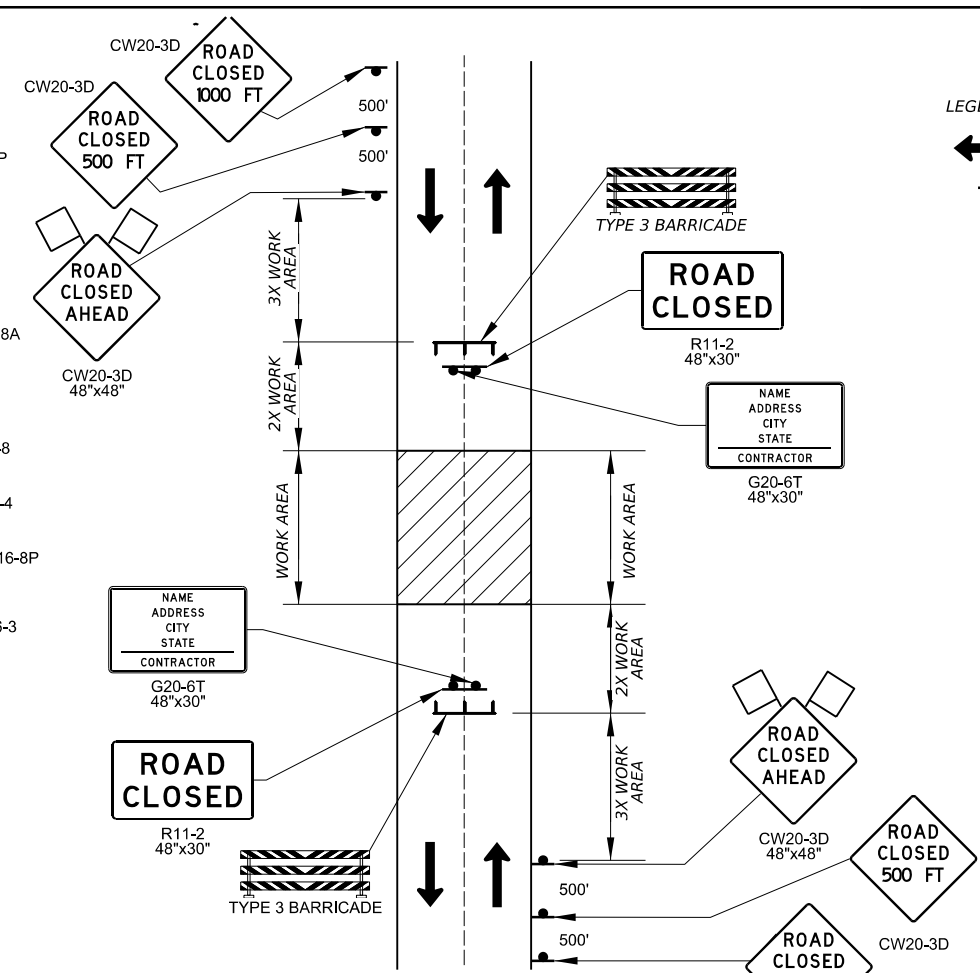 CW20-3D
ROAD
CLOSED
1000 FT
CW20-3D
ROAD
CLOSED
500 FT
P
500'
500'
LEGE
TYPE 3 BARRICADE
ROAD
CLOSED
AHEAD
3X WORK
AREA
ROAD
CLOSED
R11-2
48"x30"
8A
CW20-3D
48"x48"
2X WORK
AREA
NAME
ADDRESS
CITY
STATE
CONTRACTOR
G20-6T
48"x30"
-8
-4
WORK AREA
WORK AREA
16-8P
6-3
NAME
ADDRESS
CITY
STATE
CONTRACTOR
G20-6T
48"x30"
2X WORK
AREA
ROAD
CLOSED
R11-2
48"x30"
3X WORK
AREA
ROAD
CLOSED
AHEAD
CW20-3D
48"x48"
TYPE 3 BARRICADE
500'
500'
ROAD
CLOSED
500 FT
CW20-3D
ROAD
CLOSED